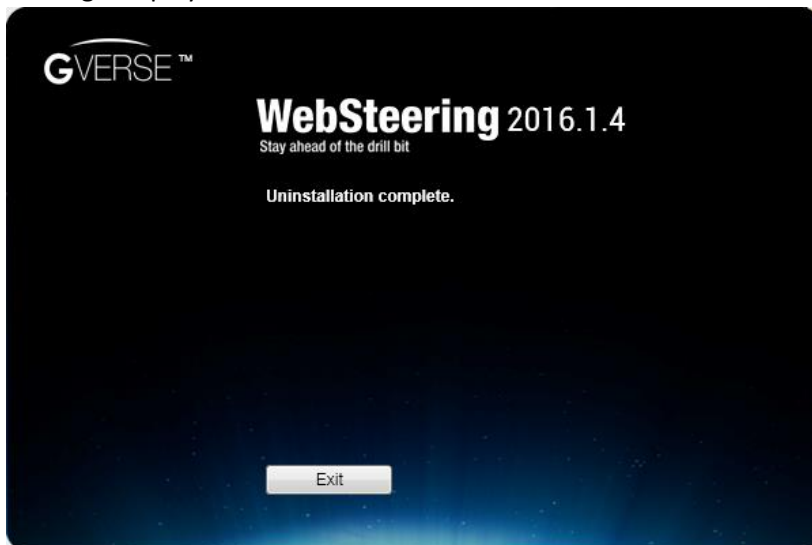 GVERSE™
WebSteering 2016.1.4
Stay ahead of the drill bit
Uninstallation complete.
Exit